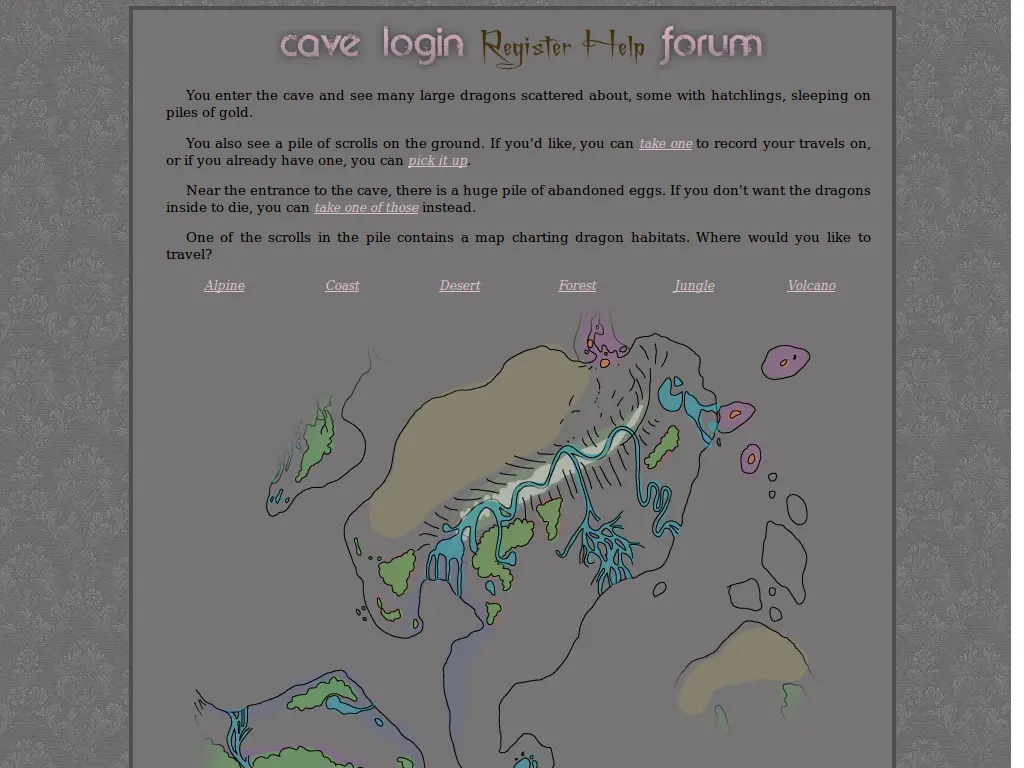 cave login Register Help forum
You enter the cave and see many large dragons scattered about, some with hatchlings, sleeping on
piles of gold.
You also see a pile of scrolls on the ground. If you'd like, you can take one to record your travels on,
or if you already have one, you can pick it up.
Near the entrance to the cave, there is a huge pile of abandoned eggs. If you don't want the dragons
inside to die, you can take one of those instead.
One of the scrolls in the pile contains a map charting dragon habitats. Where would you like to
travel?
Alpine Coast Desert Forest Jungle Volcano